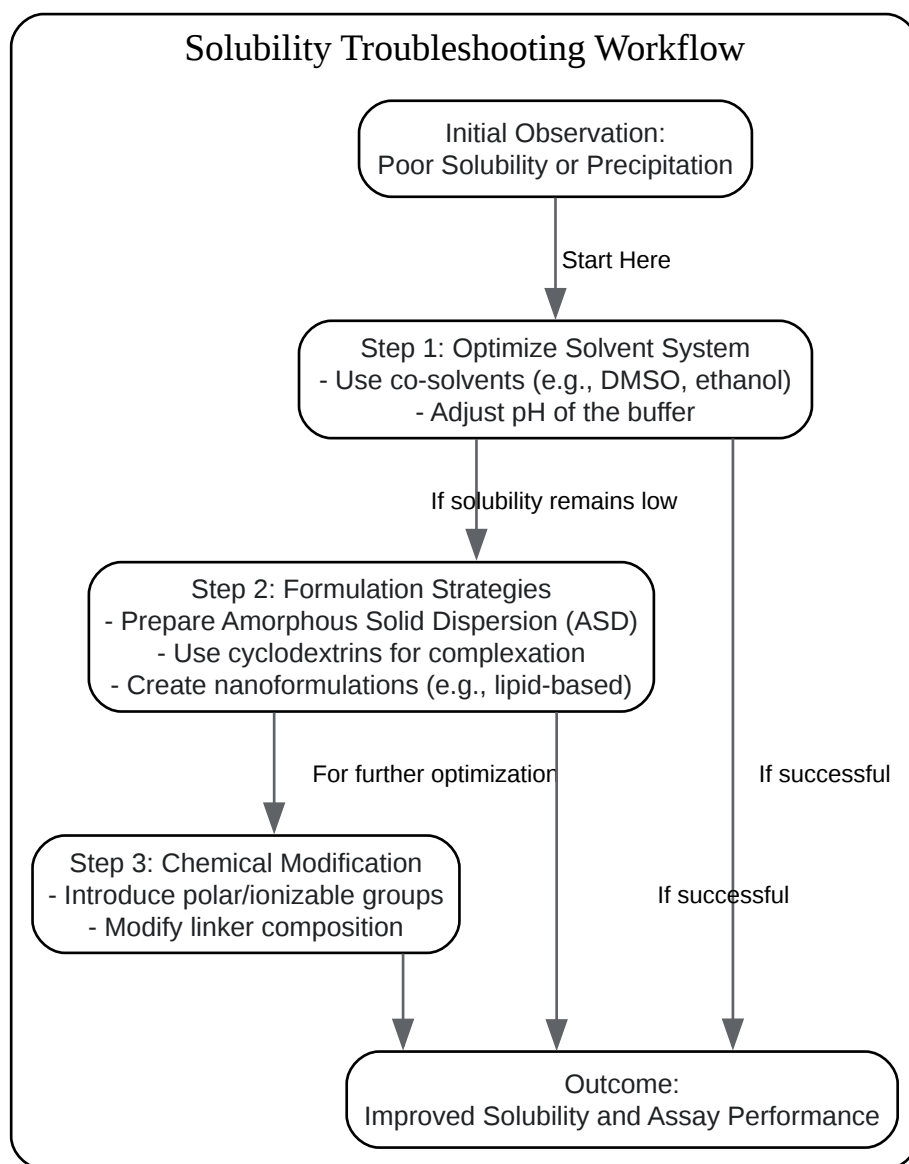 Solubility Troubleshooting Workflow
Initial Observation:
Poor Solubility or Precipitation
Start Here
Step 1: Optimize Solvent System
- Use co-solvents (e.g., DMSO, ethanol)
- Adjust pH of the buffer
If solubility remains low
Step 2: Formulation Strategies
- Prepare Amorphous Solid Dispersion (ASD)
- Use cyclodextrins for complexation
- Create nanoformulations (e.g., lipid-based)
For further optimization
If successful
Step 3: Chemical Modification
- Introduce polar/ionizable groups
- Modify linker composition
If successful
Outcome:
Improved Solubility and Assay Performance